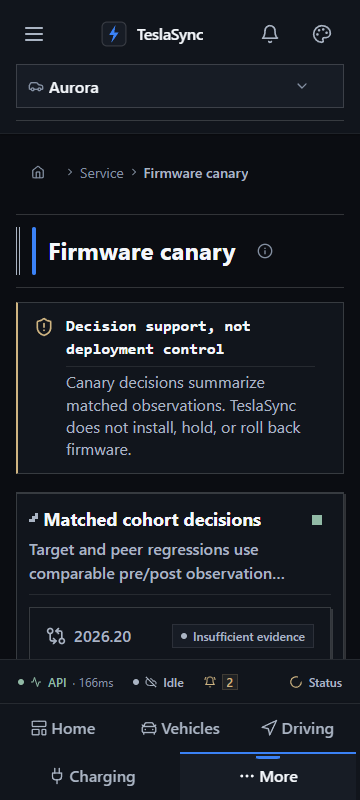 TeslaSync
Aurora
Service
Firmware canary
Firmware canary
Decision support, not
deployment control
Canary decisions summarize
matched observations. TeslaSync
does not install, hold, or roll back
firmware.
Matched cohort decisions
Target and peer regressions use
comparable pre/post observation...
2026.20
Insufficient evidence
API · 166ms
Idle
2
Status
Home
Vehicles
Driving
Charging
More